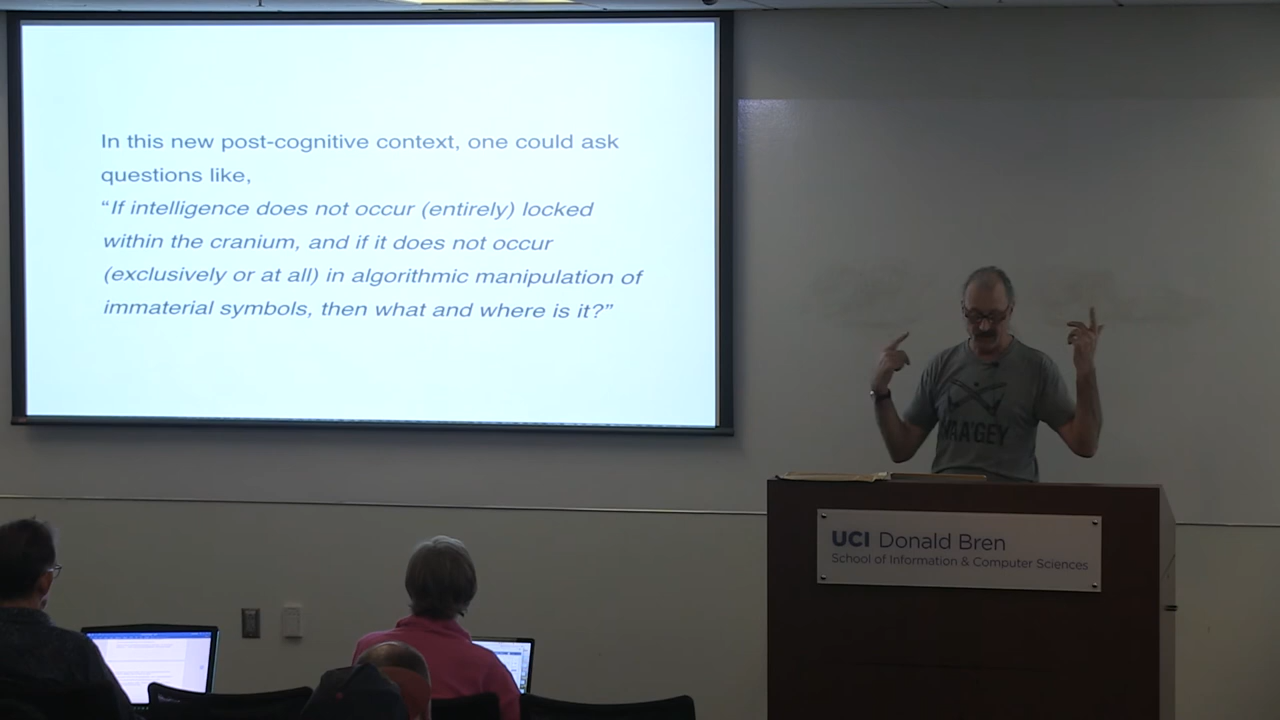 In this new post-cognitive context, one could ask
questions like,
“If intelligence does not occur (entirely) locked
within the cranium, and if it does not occur
(exclusively or at all) in algorithmic manipulation of
immaterial symbols, then what and where is it?”
UCI Donald Bren
School of Information & Computer Sciences